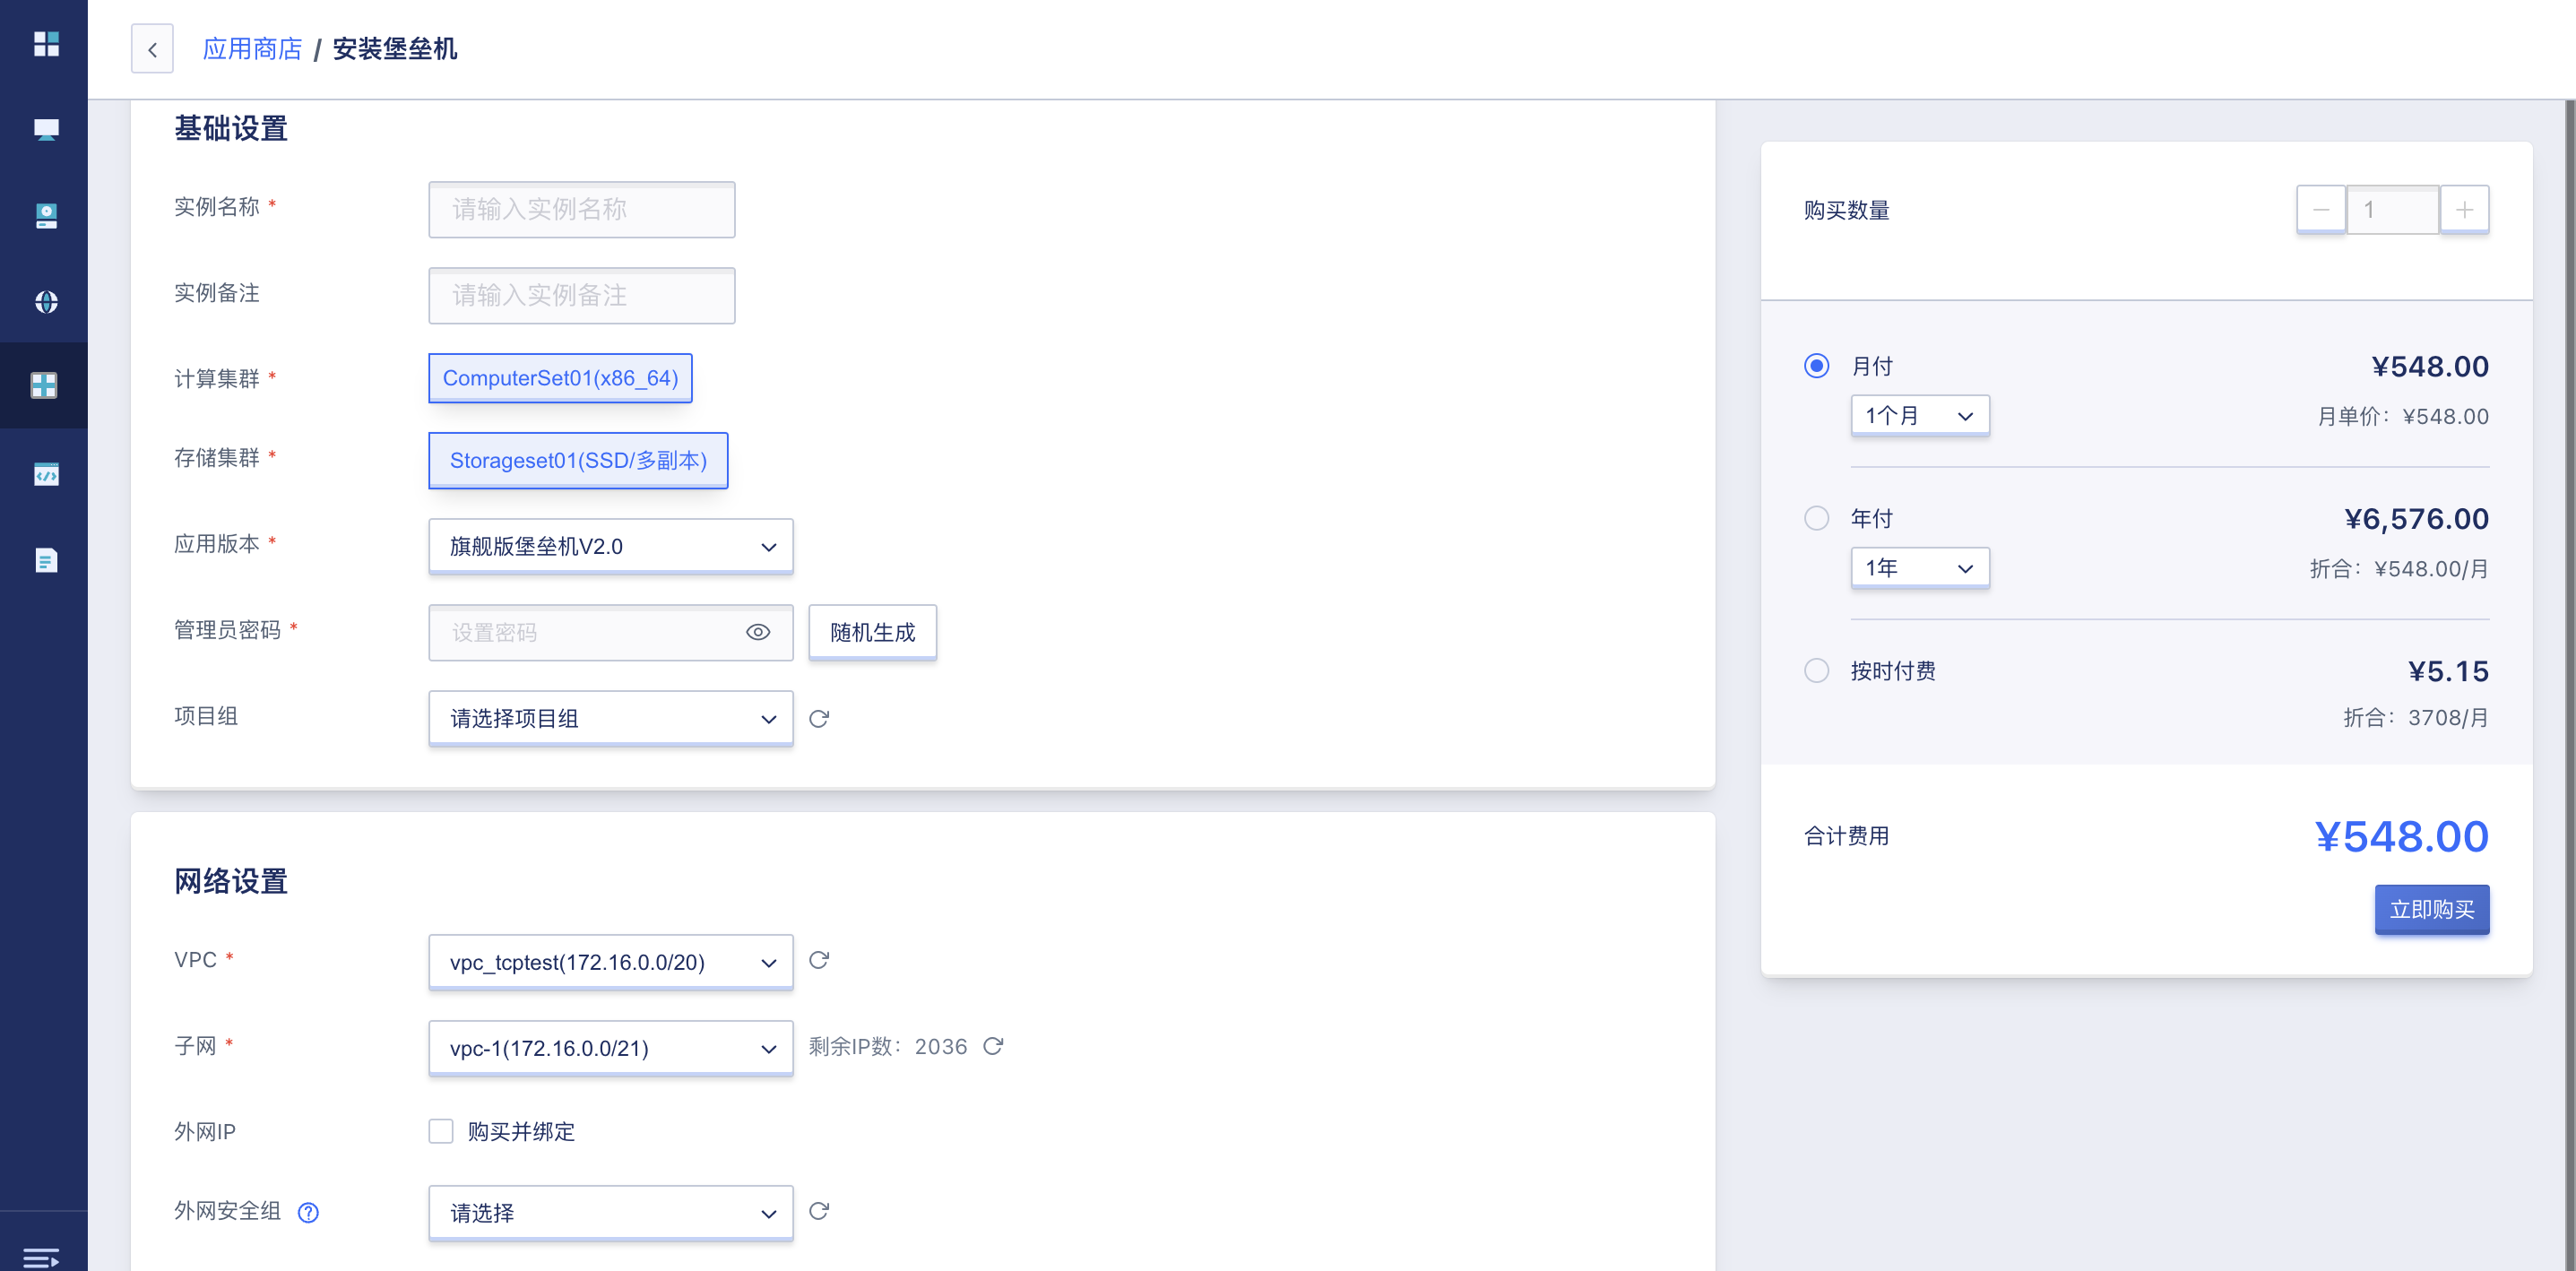 应用商店 / 安装堡垒机
基础设置
实例名称 *
请输入实例名称
实例备注
请输入实例备注
计算集群 *
ComputerSet01(x86_64)
存储集群 *
Storageset01(SSD/多副本)
应用版本 *
旗舰版堡垒机V2.0
管理员密码 *
设置密码
随机生成
项目组
请选择项目组
网络设置
VPC *
vpc_tcptest(172.16.0.0/20)
子网 *
vpc-1(172.16.0.0/21)
剩余IP数：2036
外网IP
购买并绑定
外网安全组 ?
请选择
购买数量
1
月付
¥548.00
1个月
月单价：¥548.00
年付
¥6,576.00
1年
折合：¥548.00/月
按时付费
¥5.15
折合：3708/月
合计费用
¥548.00
立即购买